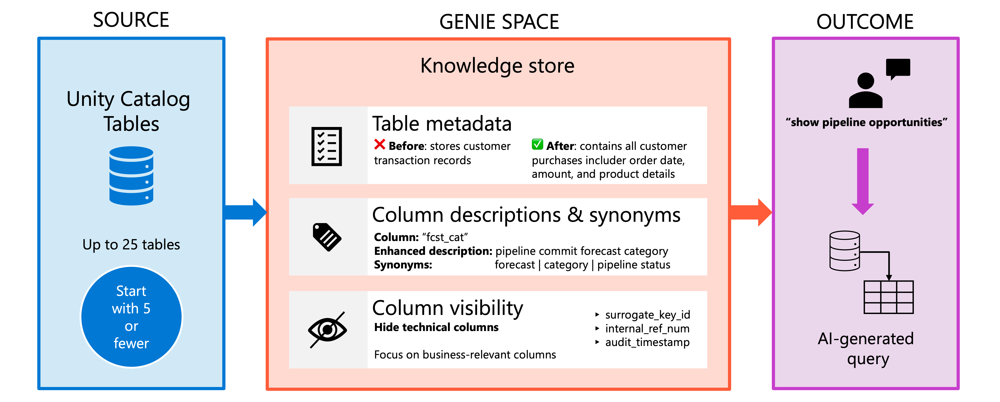 SOURCE
Unity Catalog
Tables
Up to 25 tables
Start
with 5
or
fewer
GENIE SPACE
Knowledge store
Table metadata
❌ Before: stores customer
transaction records
✅ After: contains all customer
purchases includer order date,
amount, and product details
Column descriptions & synonyms
Column: “fcst_cat”
Enhanced description: pipeline commit forecast category
Synonyms: forecast | category | pipeline status
Column visibility
Hide technical columns
Focus on business-relevant columns
‣ surrogate_key_id
‣ internal_ref_num
‣ audit_timestamp
OUTCOME
“show pipeline opportunities”
AI-generated
query